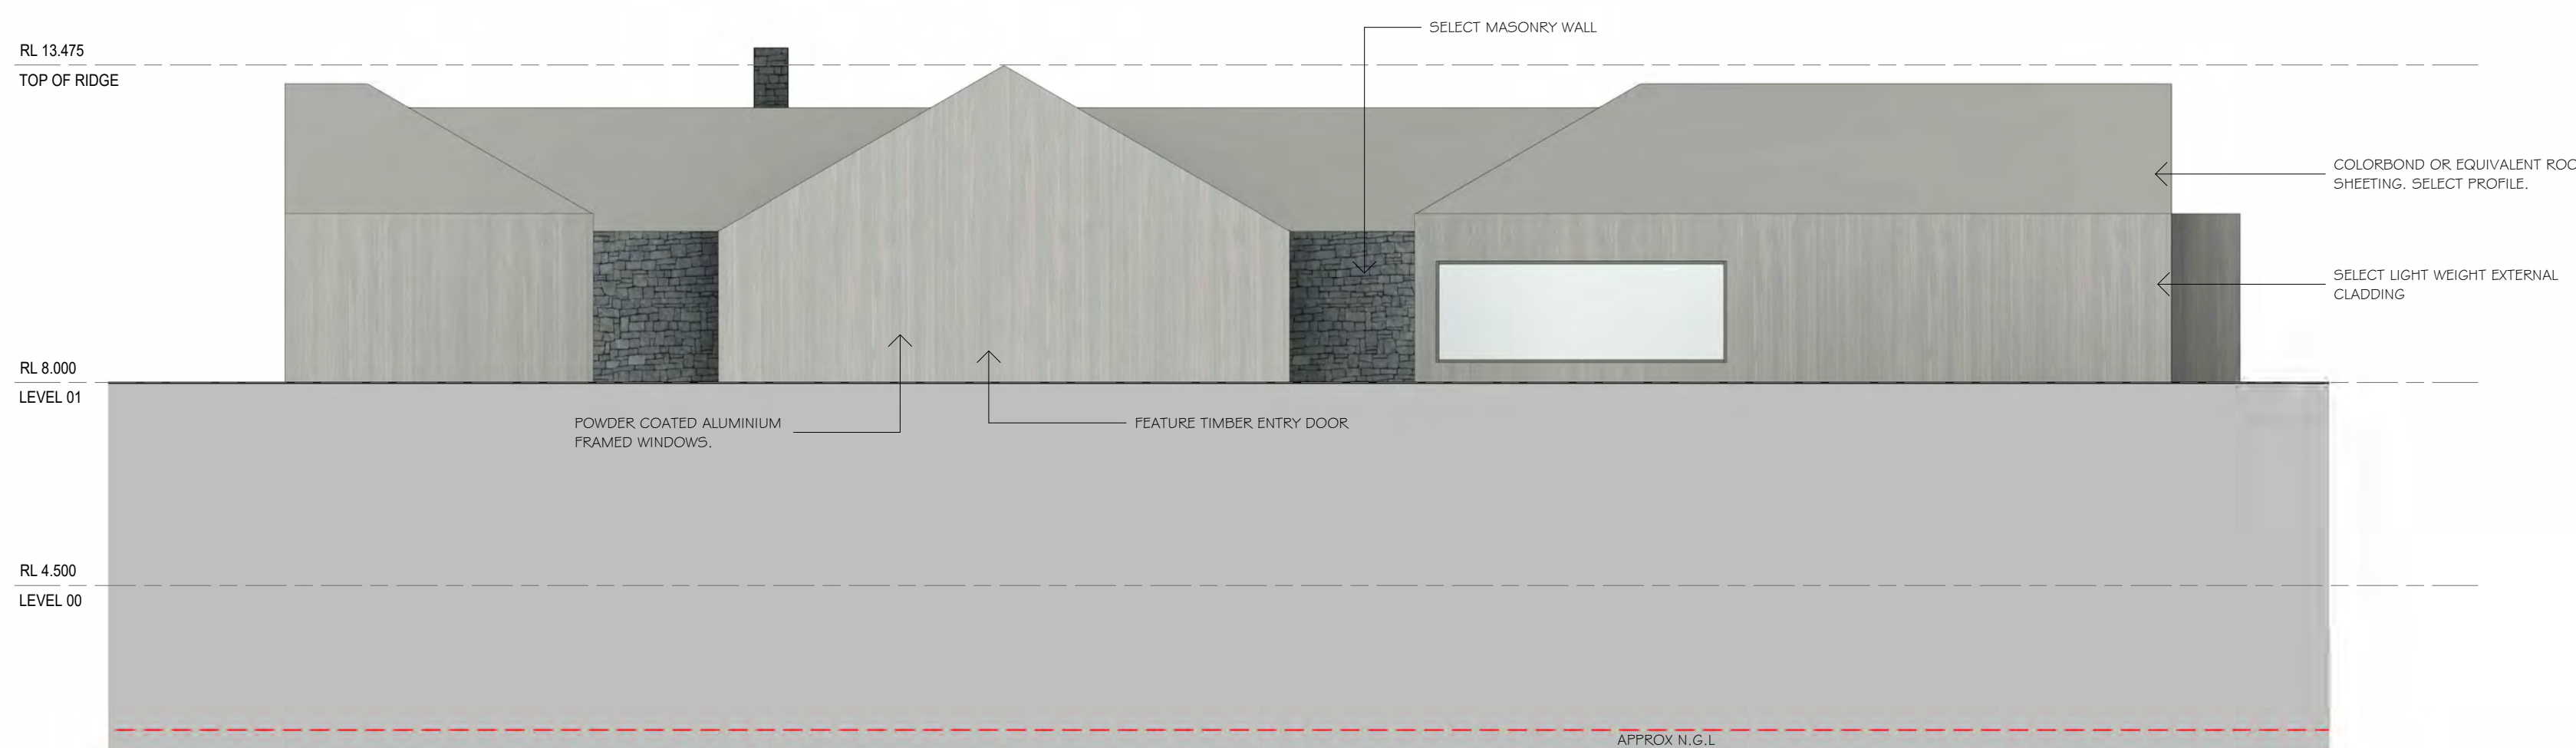 SELECT MASONRY WALL
RL 13.475
TOP OF RIDGE
COLORBOND OR EQUIVALENT
SHEETING. SELECT PROFILE.
SELECT LIGHT WEIGHT EXTERNAL
CLADDING
RL 8.000
LEVEL 01
POWDER COATED ALUMINIUM
FRAMED WINDOWS.
FEATURE TIMBER ENTRY DOOR
RL 4.500
LEVEL 00
APPROX N.G.L